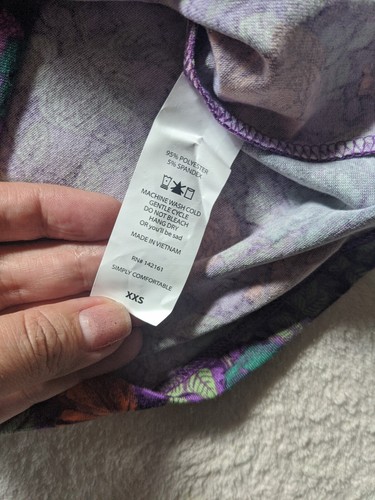 95% POLYESTER
5% SPANDEX
MACHINE WASH COLD
GENTLE CYCLE
DO NOT BLEACH
HANG DRY
OR you'll be sad
MADE IN VIETNAM
RN# 142161
SIMPLY COMFORTABLE
XXS